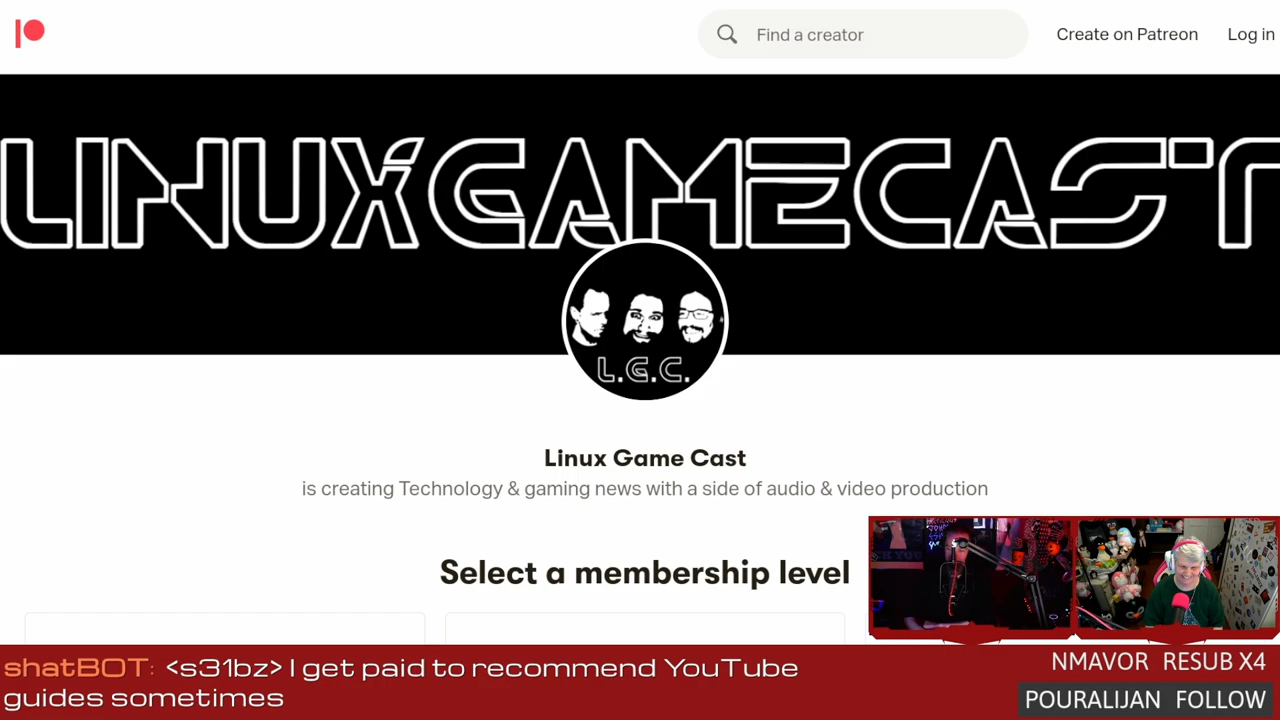 Find a creator
Create on Patreon
Log in
LINUXGAMECAST
L.G.C.
Linux Game Cast
is creating Technology & gaming news with a side of audio & video production
Select a membership level
shatBOT: <s31bz> I get paid to recommend YouTube
guides sometimes
NMAVOR RESUB X4
POURALIJAN FOLLOW